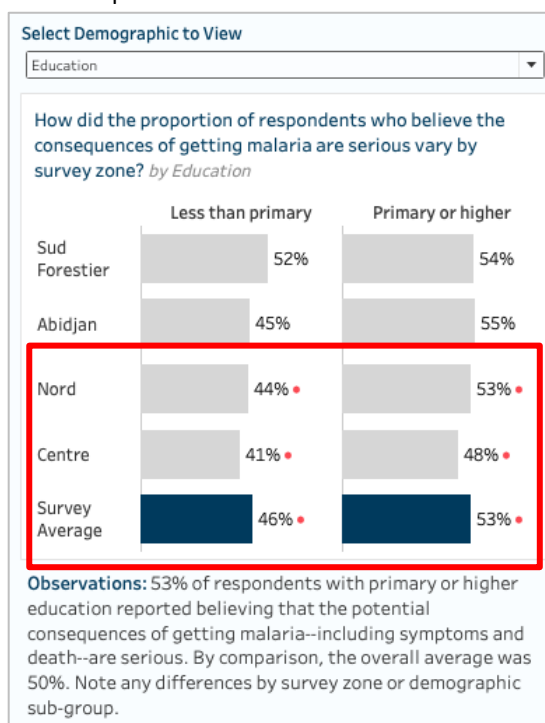 Select Demographic to View
Education
How did the proportion of respondents who believe the
consequences of getting malaria are serious vary by
survey zone? by Education
Less than primary Primary or higher
Sud
Forestier 52% 54%
Abidjan 45% 55%
Nord 44% 53%
Centre 41% 48%
Survey
Average 46% 53%
Observations: 53% of respondents with primary or higher
education reported believing that the potential
consequences of getting malaria--including symptoms and
death--are serious. By comparison, the overall average was
50%. Note any differences by survey zone or demographic
sub-group.